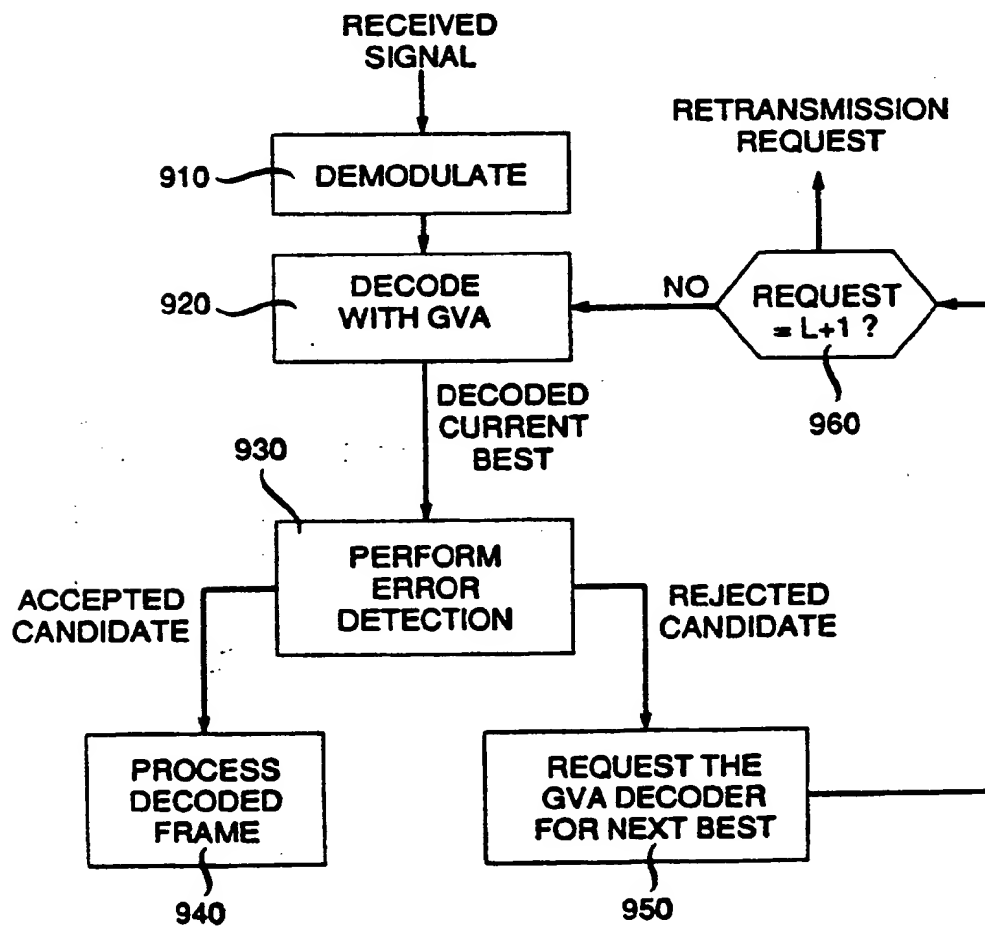 RECEIVED
SIGNAL
RETRANSMISSION
REQUEST
910
DEMODULATE
920
DECODE
WITH GVA
NO
REQUEST
= L+1 ?
960
DECODED
CURRENT
BEST
930
PERFORM
ERROR
DETECTION
ACCEPTED
CANDIDATE
REJECTED
CANDIDATE
PROCESS
DECODED
FRAME
940
REQUEST THE
GVA DECODER
FOR NEXT BEST
950